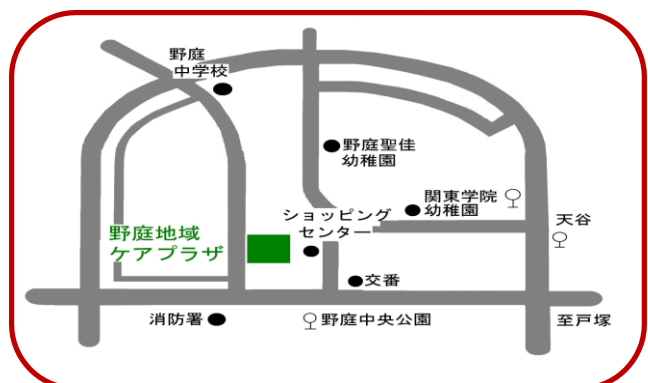 野庭
中学校
野庭聖佳
幼稚園
関東学院
幼稚園
天谷
ショッピング
センター
野庭地域
ケアプラザ
交番
消防署
野庭中央公園
至戸塚